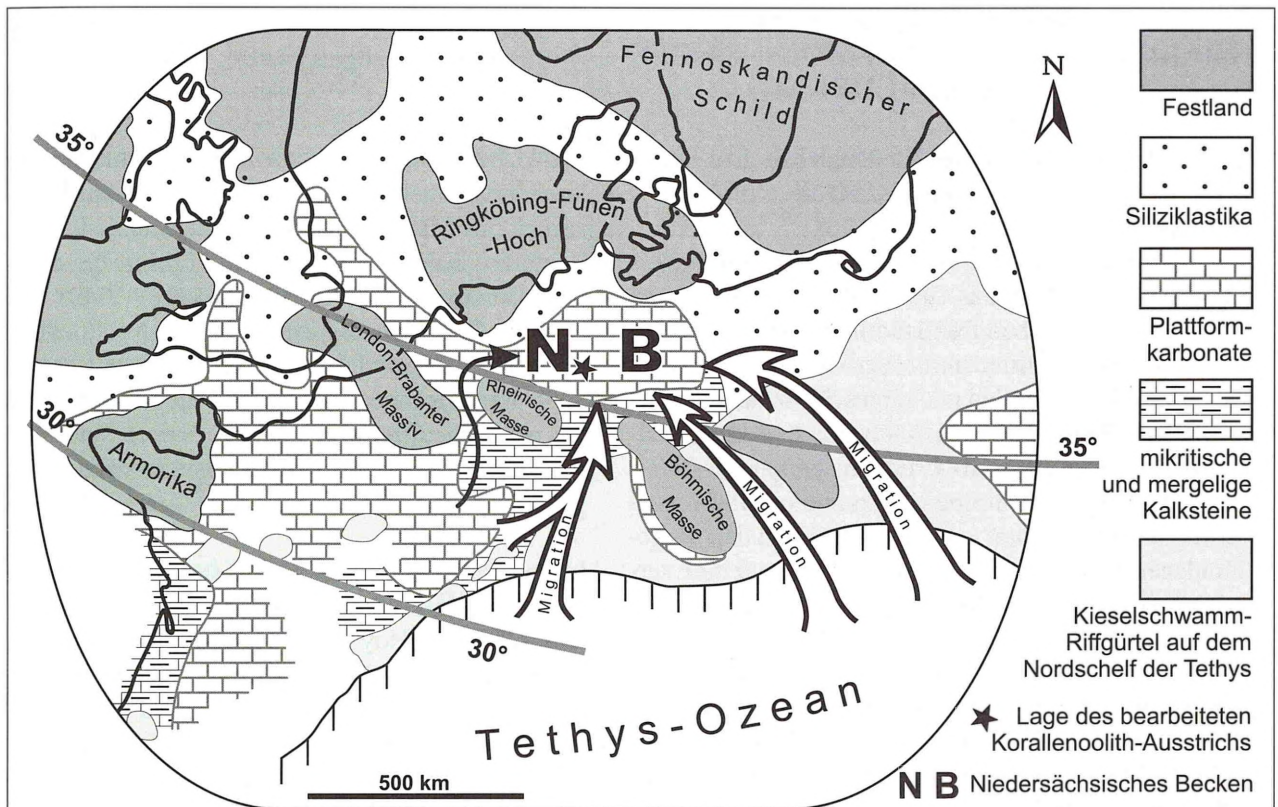 Fennoskandischer
Schild
35°
Ringköbing-Fünen
-Hoch
London-Brabanter
Massiv
N B
Rheinische
Masse
30°
Armorika
Böhmische
Masse
Migration
Migration
Migration
35°
30°
Tethys-Ozean
500 km
N
Festland
Siliziklastika
Plattform-
karbonate
mikritische
und mergelige
Kalksteine
Kieselschwamm-
Riffgürtel auf dem
Nordschelf der Tethys
Lage des bearbeiteten
Korallenoolith-Ausstrichs
N B Niedersächsisches Becken